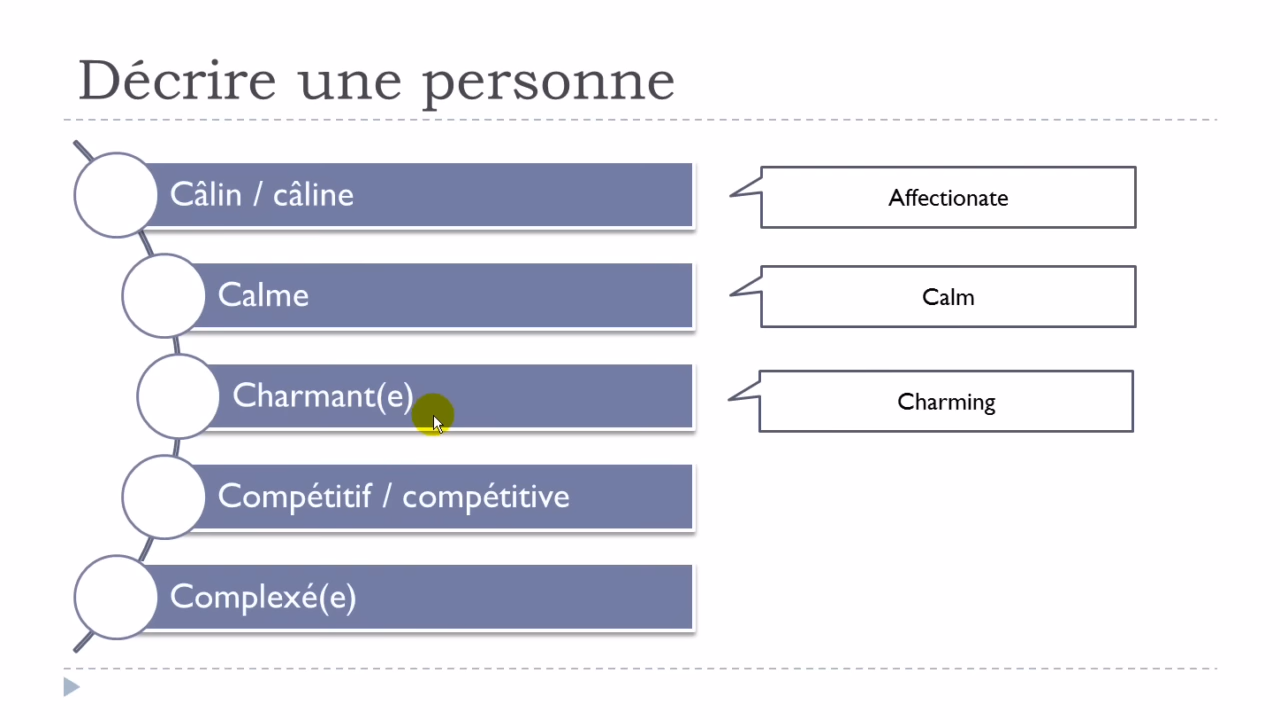 Décrire une personne
Câlin / câline
Affectionate
Calme
Calm
Charmant(e)
Charming
Compétitif / compétitive
Complexé(e)